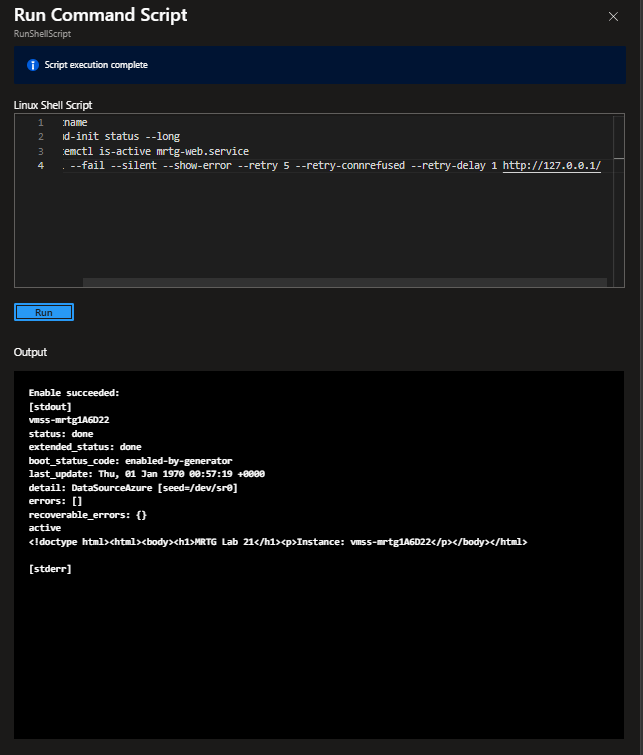 Run Command Script
RunShellScript
Script execution complete
Linux Shell Script
1 name
2 d-init status --long
3 emctl is-active mrtg-web.service
4 --fail --silent --show-error --retry 5 --retry-connrefused --retry-delay 1 http://127.0.0.1/
Run
Output
Enable succeeded:
[stdout]
vmss-mrtg1A6D22
status: done
extended_status: done
boot_status_code: enabled-by-generator
last_update: Thu, 01 Jan 1970 00:57:19 +0000
detail: DataSourceAzure [seed=/dev/sr0]
errors: []
recoverable_errors: {}
active
<!doctype html><html><body><h1>MRTG Lab 21</h1><p>Instance: vmss-mrtg1A6D22</p></body></html>
[stderr]